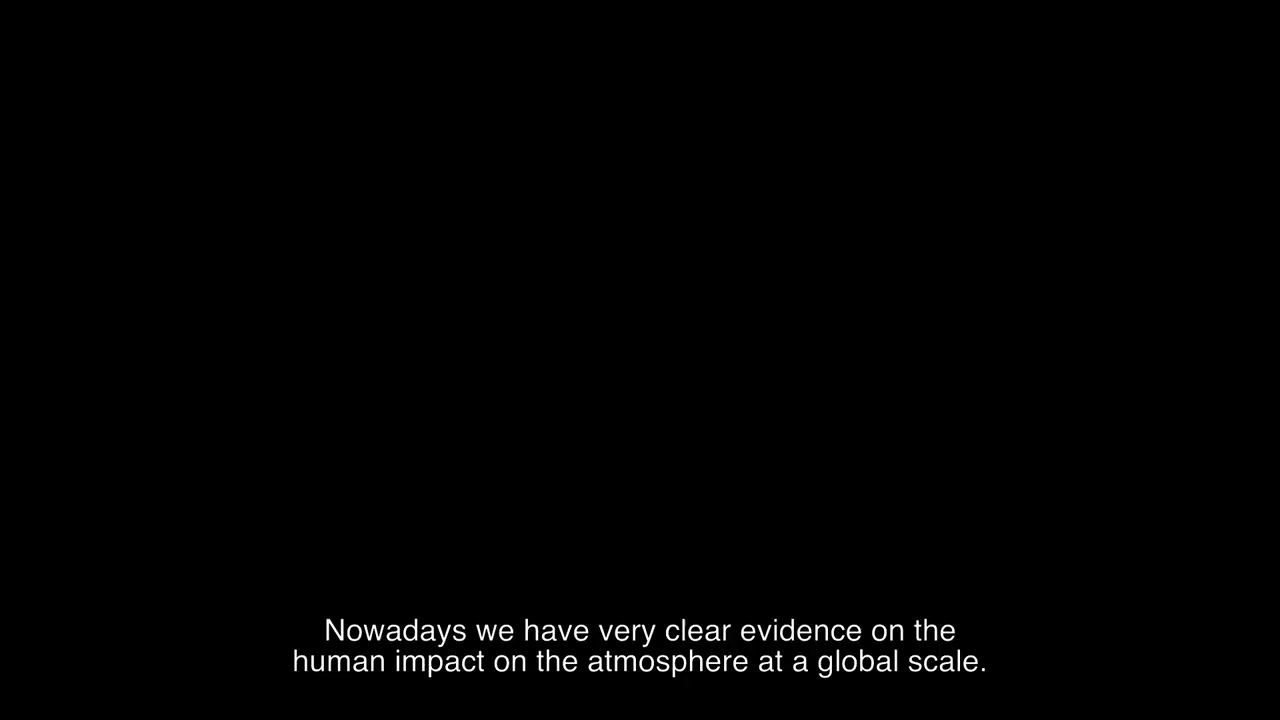 Nowadays we have very clear evidence on the
human impact on the atmosphere at a global scale.